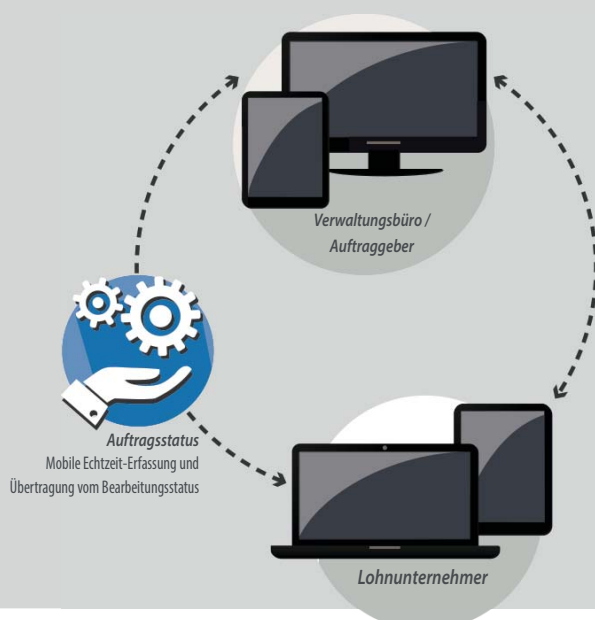 Verwaltungsbüro /
Auftraggeber
Auftragsstatus
Mobile Echtzeit-Erfassung und
Übertragung vom Bearbeitungsstatus
Lohnunternehmer